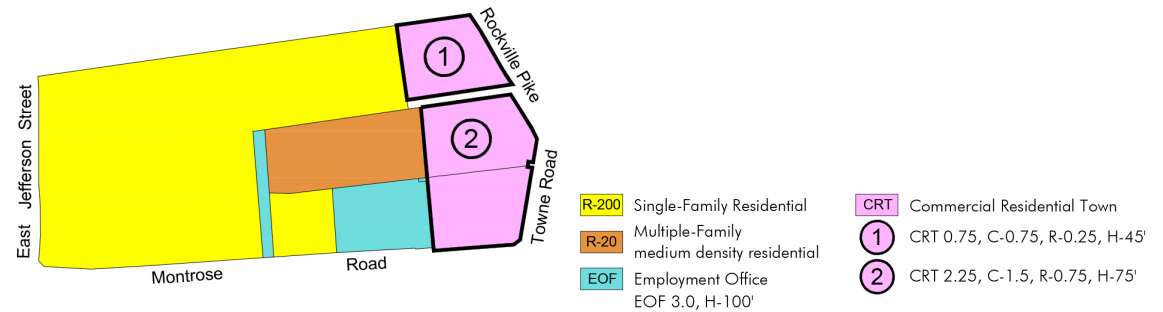 Rockville Pike
1
2
East Jefferson Street
Towne Road
Montrose
Road
R-200 Single-Family Residential
R-20 Multiple-Family
medium density residential
EOF Employment Office
EOF 3.0, H-100'
CRT Commercial Residential Town
1 CRT 0.75, C-0.75, R-0.25, H-45'
2 CRT 2.25, C-1.5, R-0.75, H-75'